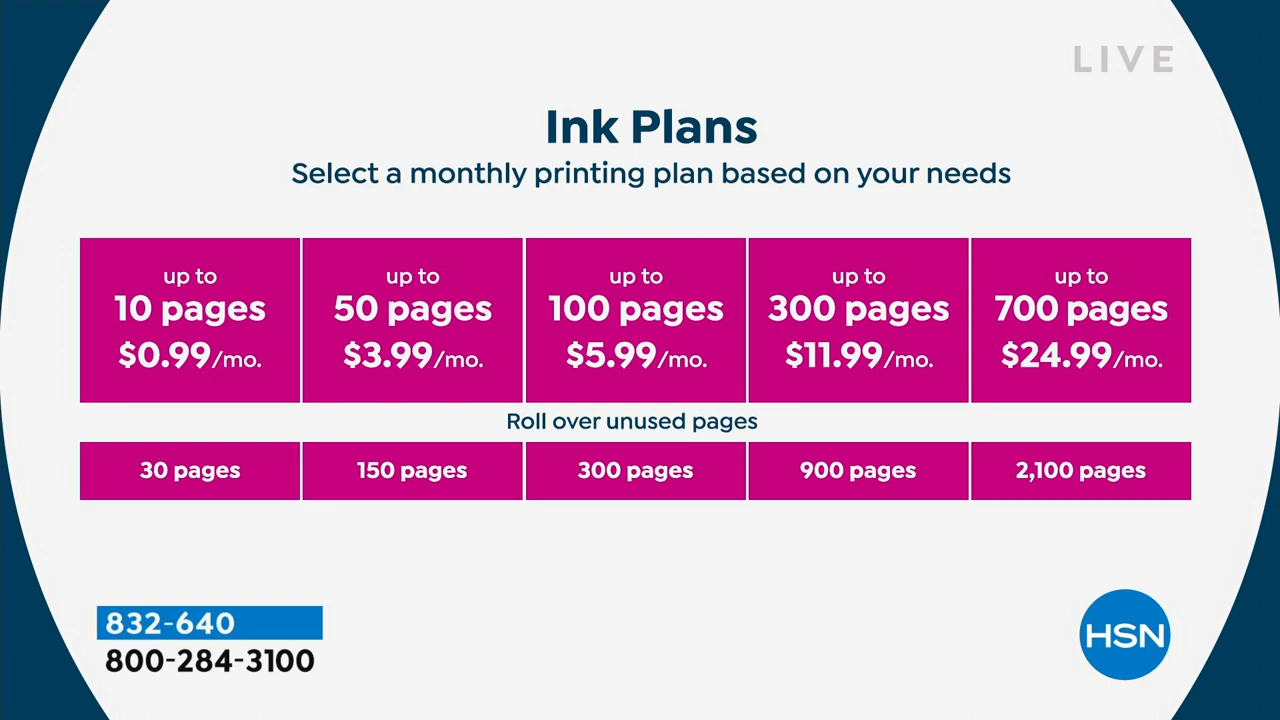 LIVE
Ink Plans
Select a monthly printing plan based on your needs
up to
10 pages
$0.99/mo.
up to
50 pages
$3.99/mo.
up to
100 pages
$5.99/mo.
up to
300 pages
$11.99/mo.
up to
700 pages
$24.99/mo.
Roll over unused pages
30 pages
150 pages
300 pages
900 pages
2,100 pages
832-640
800-284-3100
HSN